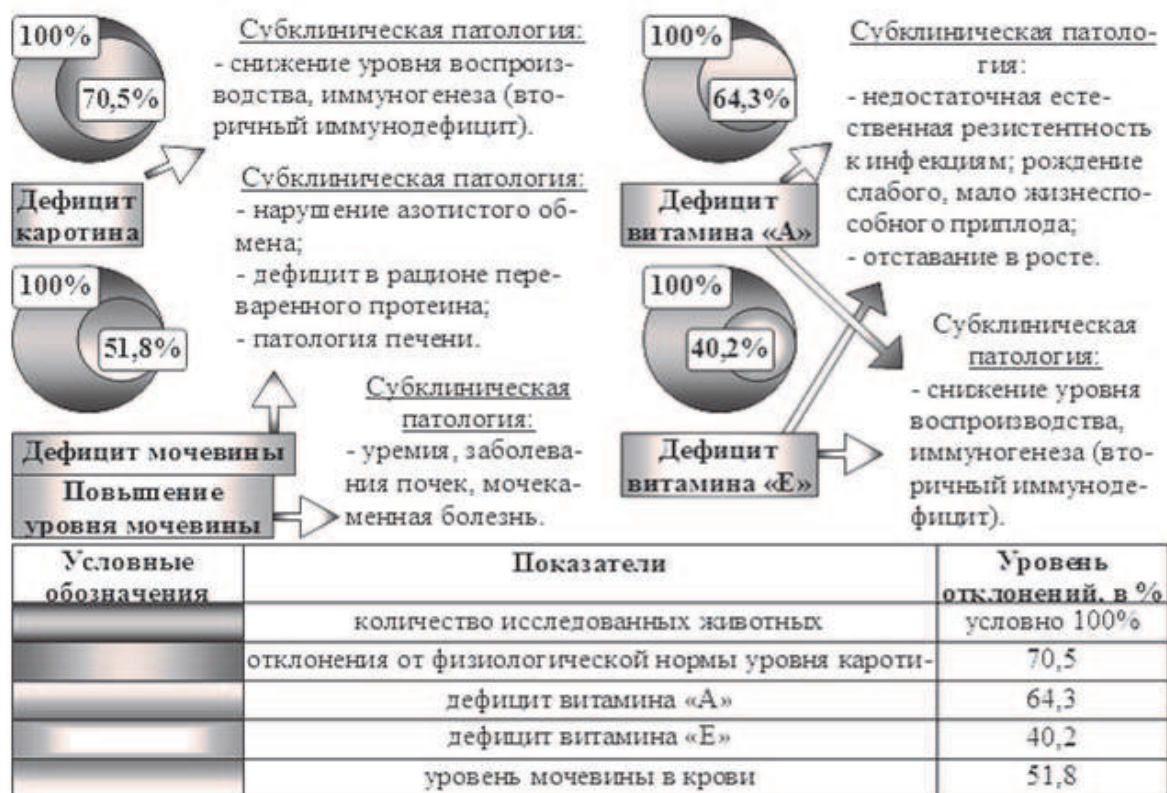 100%
70,5%
Дефицит
каротина
Субклиническая патология:
- снижение уровня воспроиз-
водства, иммуногенеза (вто-
ричный иммунодефицит).
100%
51,8%
Дефицит мочевины
Повышение
уровня мочевины
Субклиническая патология:
- нарушение азотистого об-
мена;
- дефицит в рационе пере-
варенного протеина;
- патология печени.
Субклиническая
патология:
- уремия, заболева-
ния почек, мочека-
менная болезнь.
100%
64,3%
Дефицит
витамина «А»
Субклиническая патоло-
гия:
- недостаточная есте-
ственная резистентность
к инфекциям; рождение
слабого, мало жизнеспо-
собного приплода;
- отставание в росте.
100%
40,2%
Дефицит
витамина «Е»
Субклиническая
патология:
- снижение уровня
воспроизводства,
иммуногенеза (вто-
ричный иммуноде-
фицит).
Условные обозначения Показатели Уровень отклонений, в %
количество исследованных животных условно 100%
отклонения от физиологической нормы уровня кароти- 70,5
дефицит витамина «А» 64,3
дефицит витамина «Е» 40,2
уровень мочевины в крови 51,8